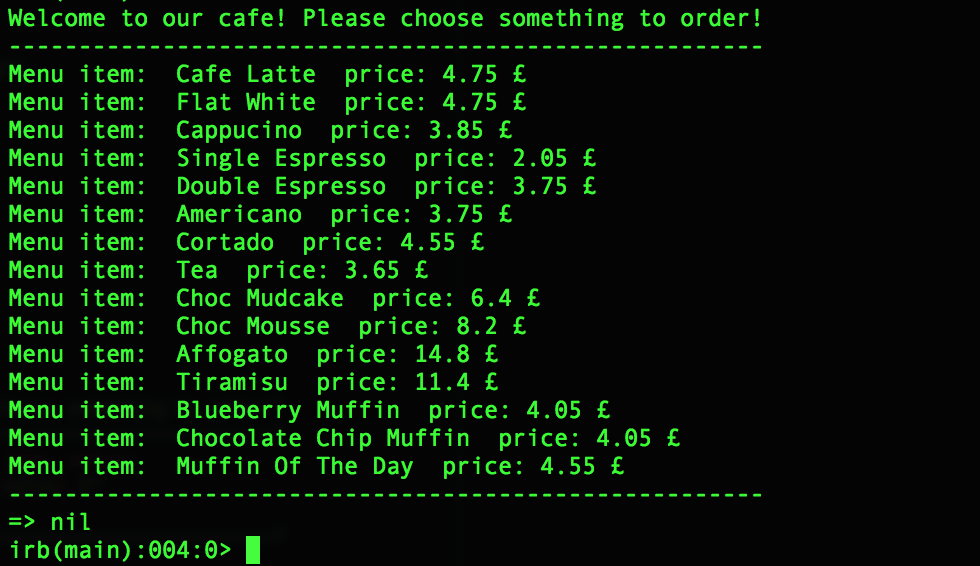 Welcome to our cafe! Please choose something to order!
------------------------------------------------------
Menu item:  Cafe Latte  price: 4.75 £
Menu item:  Flat White  price: 4.75 £
Menu item:  Cappucino  price: 3.85 £
Menu item:  Single Espresso  price: 2.05 £
Menu item:  Double Espresso  price: 3.75 £
Menu item:  Americano  price: 3.75 £
Menu item:  Cortado  price: 4.55 £
Menu item:  Tea  price: 3.65 £
Menu item:  Choc Mudcake  price: 6.4 £
Menu item:  Choc Mousse  price: 8.2 £
Menu item:  Affogato  price: 14.8 £
Menu item:  Tiramisu  price: 11.4 £
Menu item:  Blueberry Muffin  price: 4.05 £
Menu item:  Chocolate Chip Muffin  price: 4.05 £
Menu item:  Muffin Of The Day  price: 4.55 £
------------------------------------------------------
=> nil
irb(main):004:0>